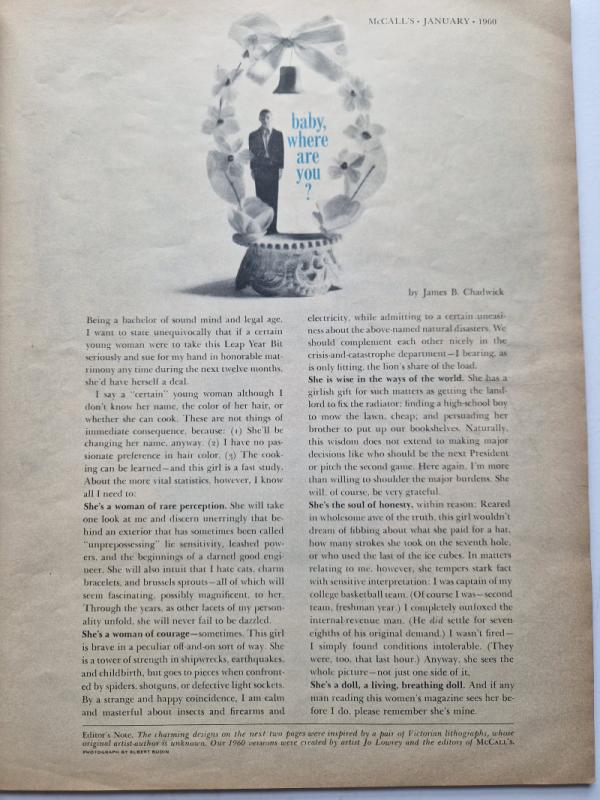 McCALL'S • JANUARY • 1960
baby,
where
are
you
?
by James B. Chadwick
Being a bachelor of sound mind and legal age,
I want to state unequivocally that if a certain
young woman were to take this Leap Year Bit
seriously and sue for my hand in honorable mat-
rimony any time during the next twelve months,
she'd have herself a deal.
I say a "certain" young woman although I
don't know her name, the color of her hair, or
whether she can cook. These are not things of
immediate consequence, because: (1) She'll be
changing her name, anyway. (2) I have no pas-
sionate preference in hair color. (3) The cook-
ing can be learned—and this girl is a fast study.
About the more vital statistics, however, I know
all I need to:
She's a woman of rare perception. She will take
one look at me and discern unerringly that be-
hind an exterior that has sometimes been called
"unprepossessing" lie sensitivity, leashed pow-
ers, and the beginnings of a darned good engi-
neer. She will also intuit that I hate cats, charm
bracelets, and brussels sprouts—all of which will
seem fascinating, possibly magnificent, to her.
Through the years, as other facets of my person-
ality unfold, she will never fail to be dazzled.
She's a woman of courage—sometimes. This girl
is brave in a peculiar off-and-on sort of way. She
is a tower of strength in shipwrecks, earthquakes,
and childbirth, but goes to pieces when confront-
ed by spiders, shotguns, or defective light sockets.
By a strange and happy coincidence, I am calm
and masterful about insects and firearms and
electricity, while admitting to a certain uneasi-
ness about the above-named natural disasters. We
should complement each other nicely in the
crisis-and-catastrophe department—I bearing, as
is only fitting, the lion's share of the load.
She is wise in the ways of the world. She has a
girlish gift for such matters as getting the land-
lord to fix the radiator; finding a high-school boy
to mow the lawn, cheap; and persuading her
brother to put up our bookshelves. Naturally,
this wisdom does not extend to making major
decisions like who should be the next President
or pitch the second game. Here again, I'm more
than willing to shoulder the major burdens. She
will, of course, be very grateful.
She's the soul of honesty, within reason: Reared
in wholesome awe of the truth, this girl wouldn't
dream of fibbing about what she paid for a hat,
how many strokes she took on the seventh hole,
or who used the last of the ice cubes. In matters
relating to me, however, she tempers stark fact
with sensitive interpretation: I was captain of my
college basketball team. (Of course I was—second
team, freshman year.) I completely outfoxed the
internal-revenue man. (He did settle for seven
eighths of his original demand.) I wasn't fired—
I simply found conditions intolerable. (They
were, too, that last hour.) Anyway, she sees the
whole picture—not just one side of it.
She's a doll, a living, breathing doll. And if any
man reading this women's magazine sees her be-
fore I do, please remember she's mine.
Editor's Note. The charming designs on the next two pages were inspired by a pair of Victorian lithographs, whose
original artist-author is unknown. Our 1960 versions were created by artist Jo Lowrey and the editors of McCALL'S.
PHOTOGRAPH BY ELBERT BUDIN